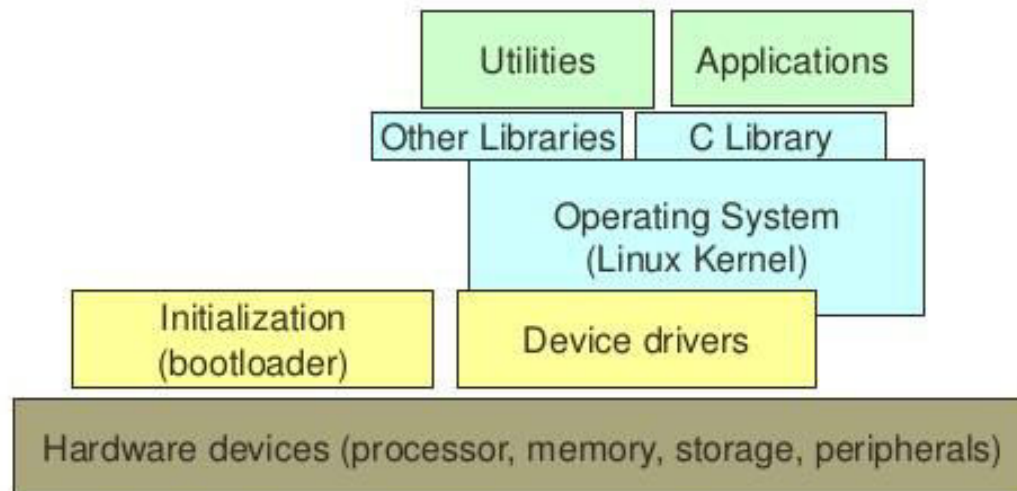 Utilities
Applications
Other Libraries
C Library
Operating System
(Linux Kernel)
Initialization
(bootloader)
Device drivers
Hardware devices (processor, memory, storage, peripherals)